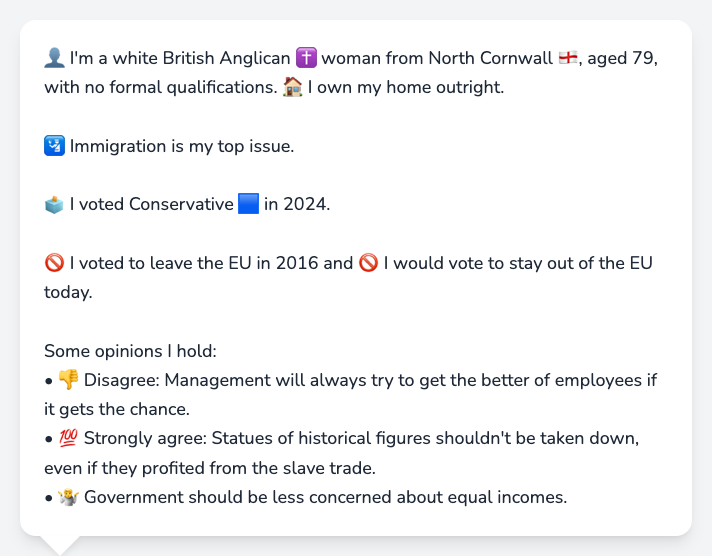 👤 I'm a white British Anglican ✝️ woman from North Cornwall 🏴󠁧󠁢󠁥󠁮󠁧󠁿, aged 79,
with no formal qualifications. 🏠 I own my home outright.
🛂 Immigration is my top issue.
🗳️ I voted Conservative 🟦 in 2024.
🚫 I voted to leave the EU in 2016 and 🚫 I would vote to stay out of the EU
today.
Some opinions I hold:
• 👎 Disagree: Management will always try to get the better of employees if
it gets the chance.
• 💯 Strongly agree: Statues of historical figures shouldn't be taken down,
even if they profited from the slave trade.
• 🤷 Government should be less concerned about equal incomes.